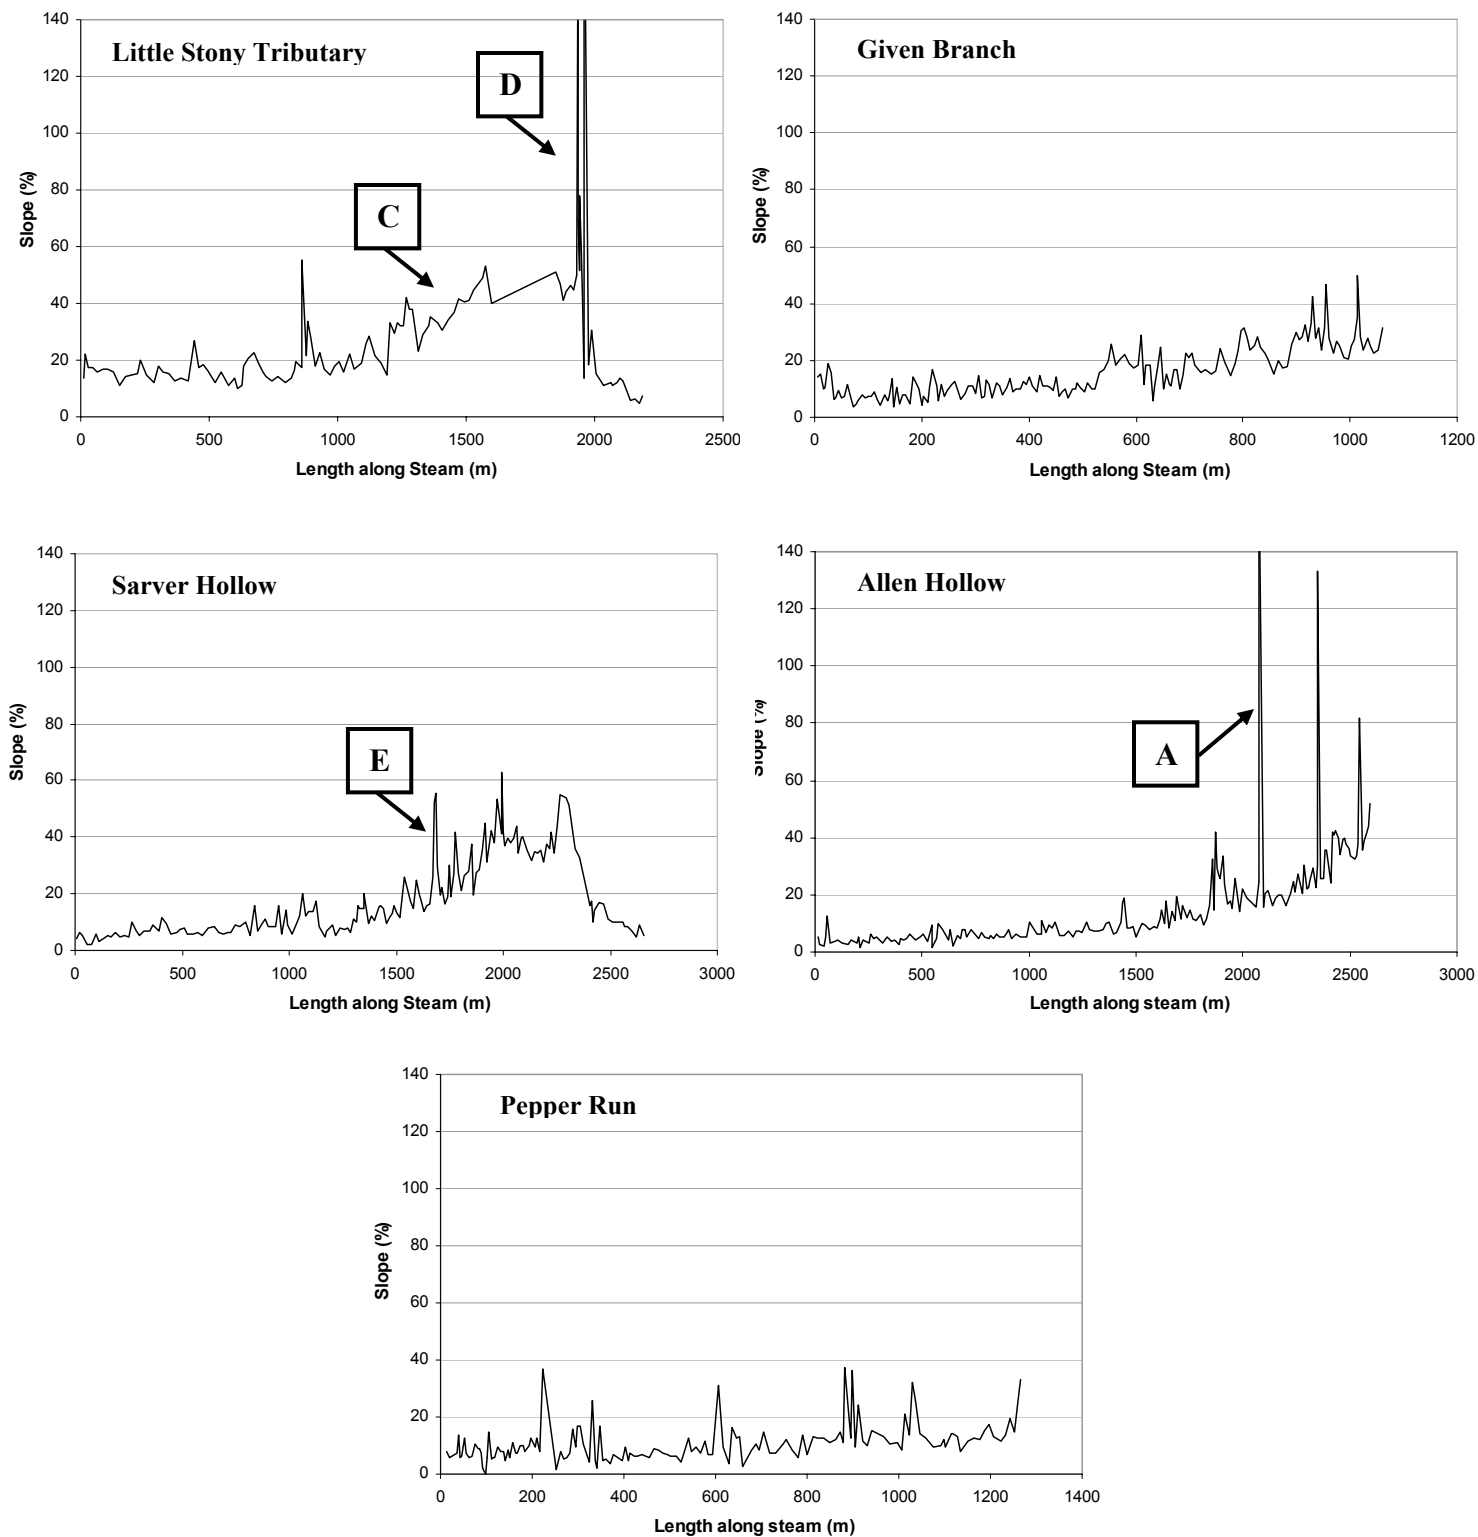 Little Stony Tributary
D
C
Slope (%)
140
120
100
80
60
40
20
0
0 500 1000 1500 2000 2500
Length along Steam (m)
Given Branch
Slope (%)
140
120
100
80
60
40
20
0
0 200 400 600 800 1000 1200
Length along Steam (m)
Sarver Hollow
E
Slope (%)
140
120
100
80
60
40
20
0
0 500 1000 1500 2000 2500 3000
Length along Steam (m)
Allen Hollow
A
Slope (%)
140
120
100
80
60
40
20
0
0 500 1000 1500 2000 2500 3000
Length along steam (m)
Pepper Run
Slope (%)
140
120
100
80
60
40
20
0
0 200 400 600 800 1000 1200 1400
Length along steam (m)